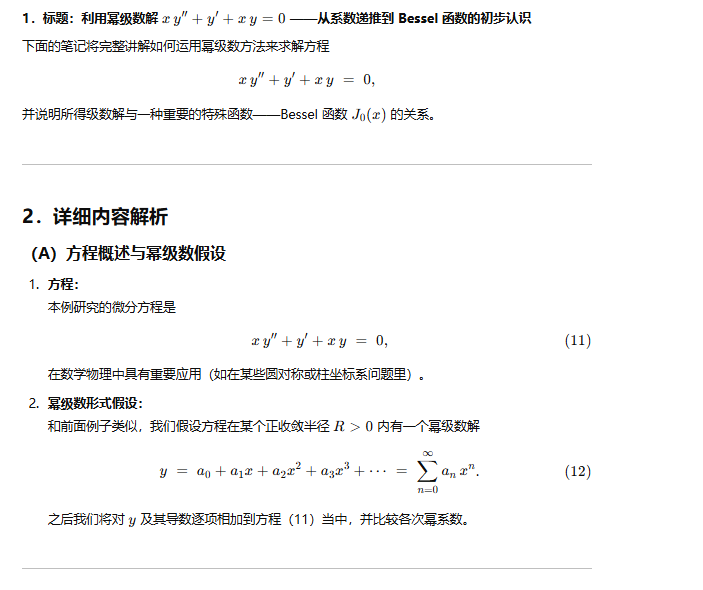 1. 标题：利用幂级数解 x y″ + y′ + x y = 0 ——从系数递推到 Bessel 函数的初步认识
下面的笔记将完整讲解如何运用幂级数方法来求解方程
x y″ + y′ + x y = 0,
并说明所得级数解与一种重要的特殊函数——Bessel 函数 J₀(x) 的关系。
2. 详细内容解析
（A）方程概述与幂级数假设
1. 方程：
本例研究的微分方程是
x y″ + y′ + x y = 0, (11)
在数学物理中具有重要应用（如在某些圆对称或柱坐标系问题里）。
2. 幂级数形式假设：
和前面例子类似，我们假设方程在某个正收敛半径 R > 0 内有一个幂级数解
y = a₀ + a₁x + a₂x² + a₃x³ + ⋯ = ∑_{n=0}^{∞} aₙ xⁿ. (12)
之后我们将对 y 及其导数逐项相加到方程（11）当中，并比较各次幂系数。